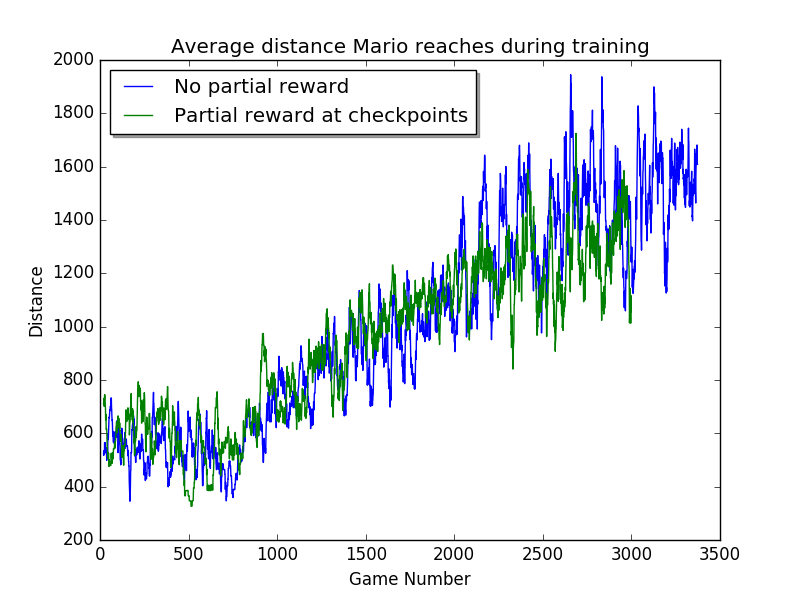 Average distance Mario reaches during training
No partial reward
Partial reward at checkpoints
2000
1800
1600
1400
1200
1000
800
600
400
200
Distance
0 500 1000 1500 2000 2500 3000 3500
Game Number